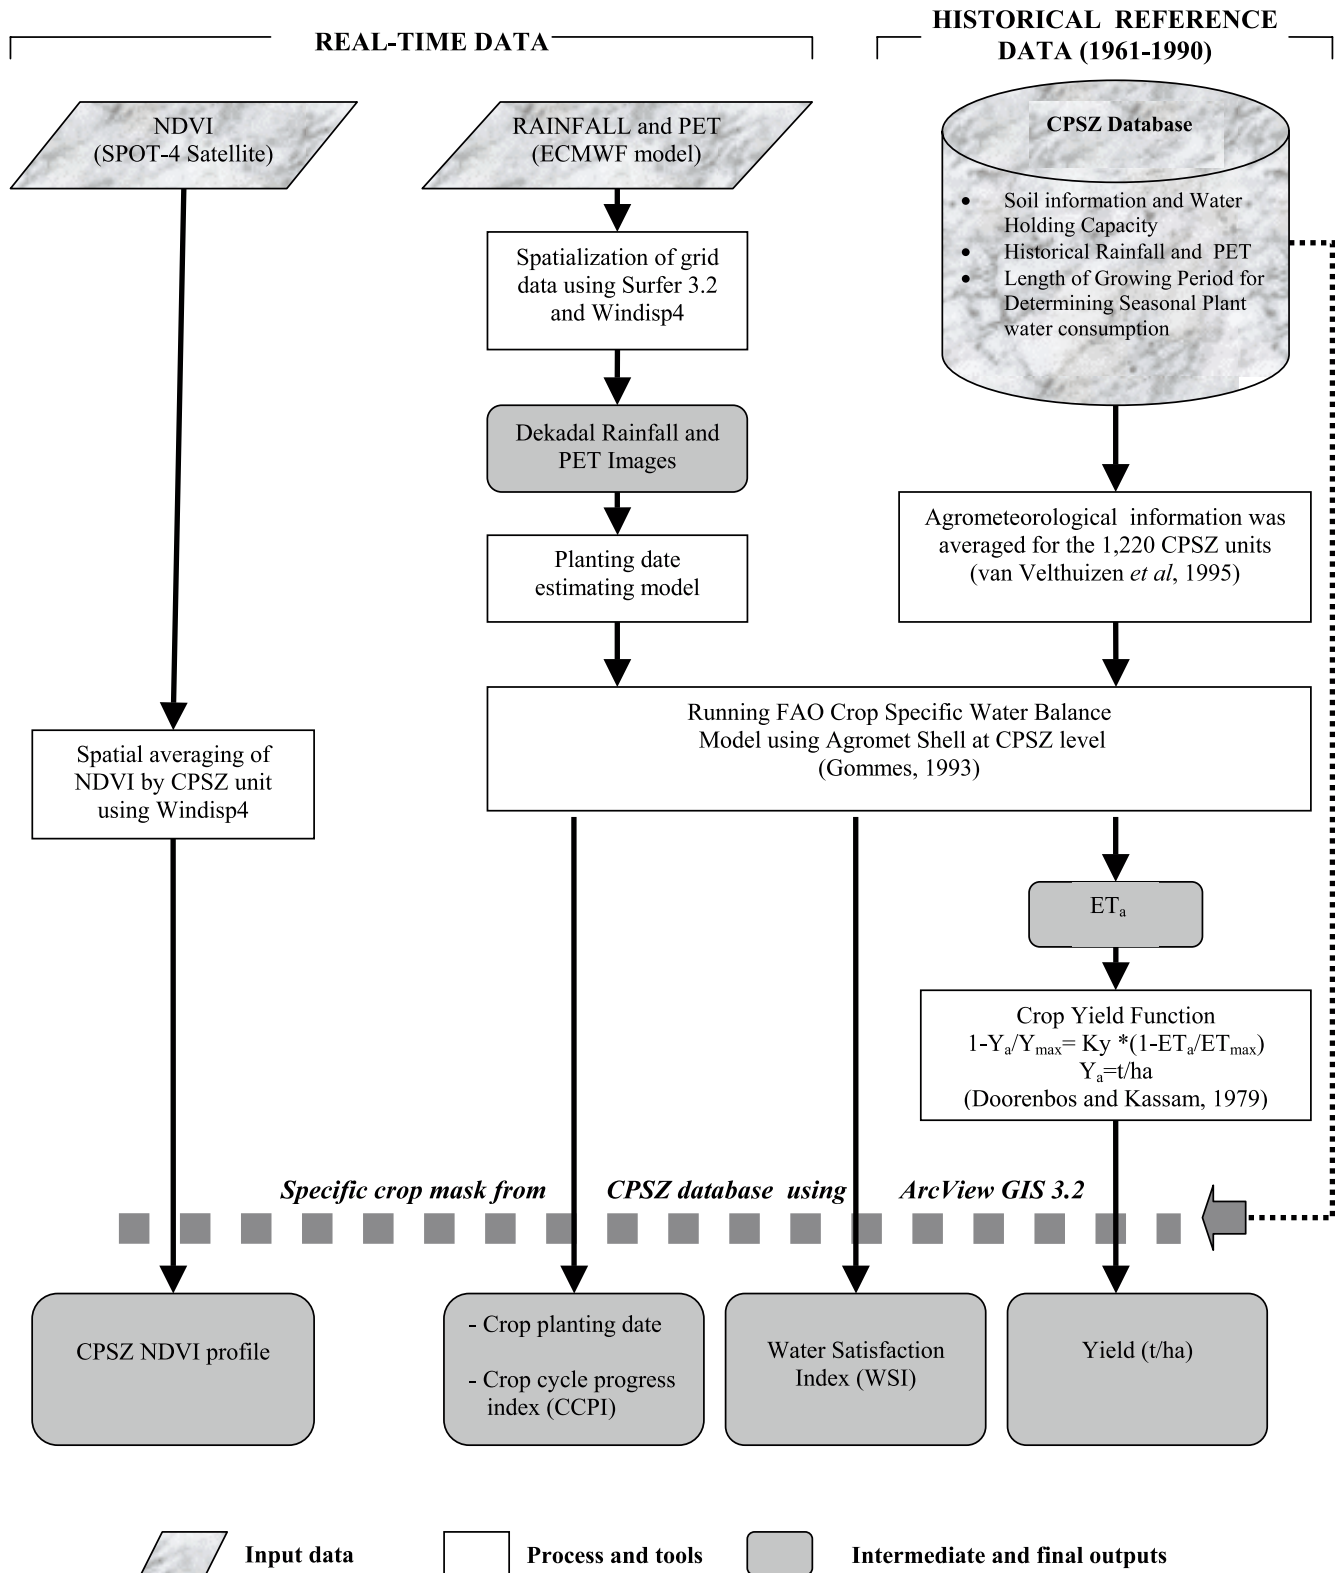 REAL-TIME DATA
HISTORICAL REFERENCE
DATA (1961-1990)
NDVI
(SPOT-4 Satellite)
RAINFALL and PET
(ECMWF model)
CPSZ Database
• Soil information and Water
Holding Capacity
• Historical Rainfall and PET
• Length of Growing Period for
Determining Seasonal Plant
water consumption
Spatialization of grid
data using Surfer 3.2
and Windisp4
Dekadal Rainfall and
PET Images
Planting date
estimating model
Agrometeorological information was
averaged for the 1,220 CPSZ units
(van Velthuizen et al, 1995)
Running FAO Crop Specific Water Balance
Model using Agromet Shell at CPSZ level
(Gommes, 1993)
Spatial averaging of
NDVI by CPSZ unit
using Windisp4
ETa
Crop Yield Function
1-Ya/Ymax= Ky *(1-ETa/ETmax)
Ya=t/ha
(Doorenbos and Kassam, 1979)
Specific crop mask from CPSZ database using ArcView GIS 3.2
CPSZ NDVI profile
- Crop planting date
- Crop cycle progress
index (CCPI)
Water Satisfaction
Index (WSI)
Yield (t/ha)
Input data
Process and tools
Intermediate and final outputs